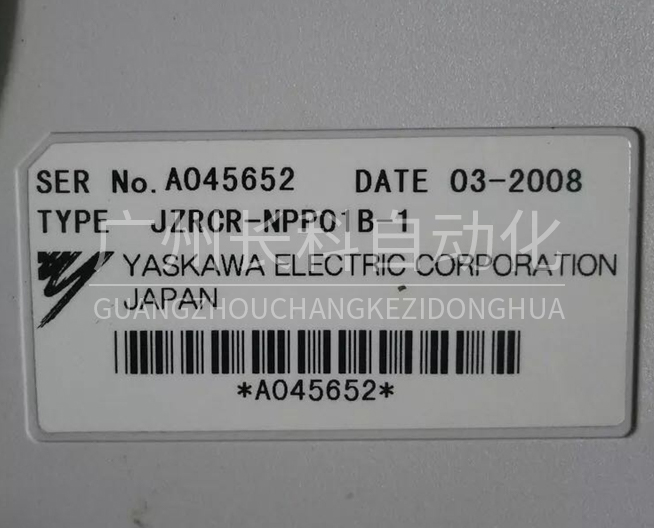 SER No. A045652 DATE 03-2008
TYPE JZRCR-NPP01B-1
广州长科自动化
YASKAWA ELECTRIC CORPORATION
JAPAN
GUANGZHOUCHANGKEZIDONGHUA
*A045652*